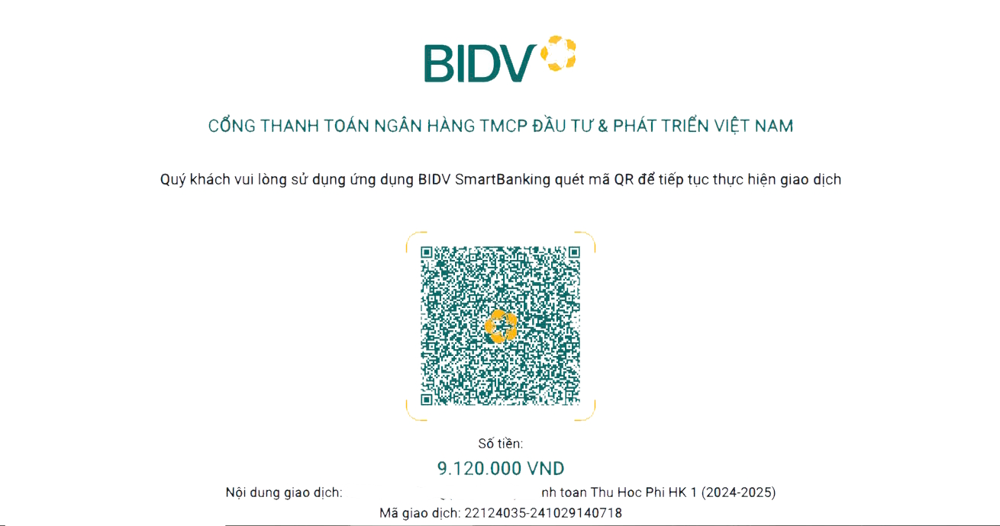 BIDV
CỔNG THANH TOÁN NGÂN HÀNG TMCP ĐẦU TƯ & PHÁT TRIỂN VIỆT NAM
Quý khách vui lòng sử dụng ứng dụng BIDV SmartBanking quét mã QR để tiếp tục thực hiện giao dịch
Số tiền:
9.120.000 VND
Nội dung giao dịch: nh toan Thu Hoc Phi HK 1 (2024-2025)
Mã giao dịch: 22124035-241029140718